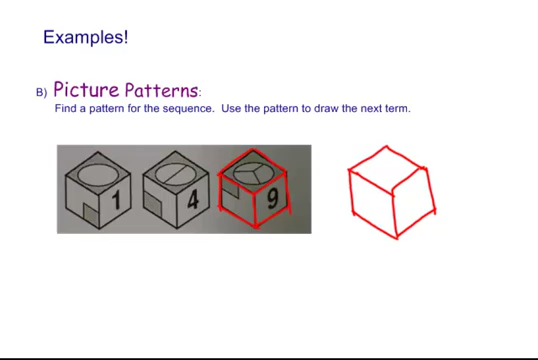 Examples!
B) Picture Patterns:
Find a pattern for the sequence. Use the pattern to draw the next term.
1 4 9